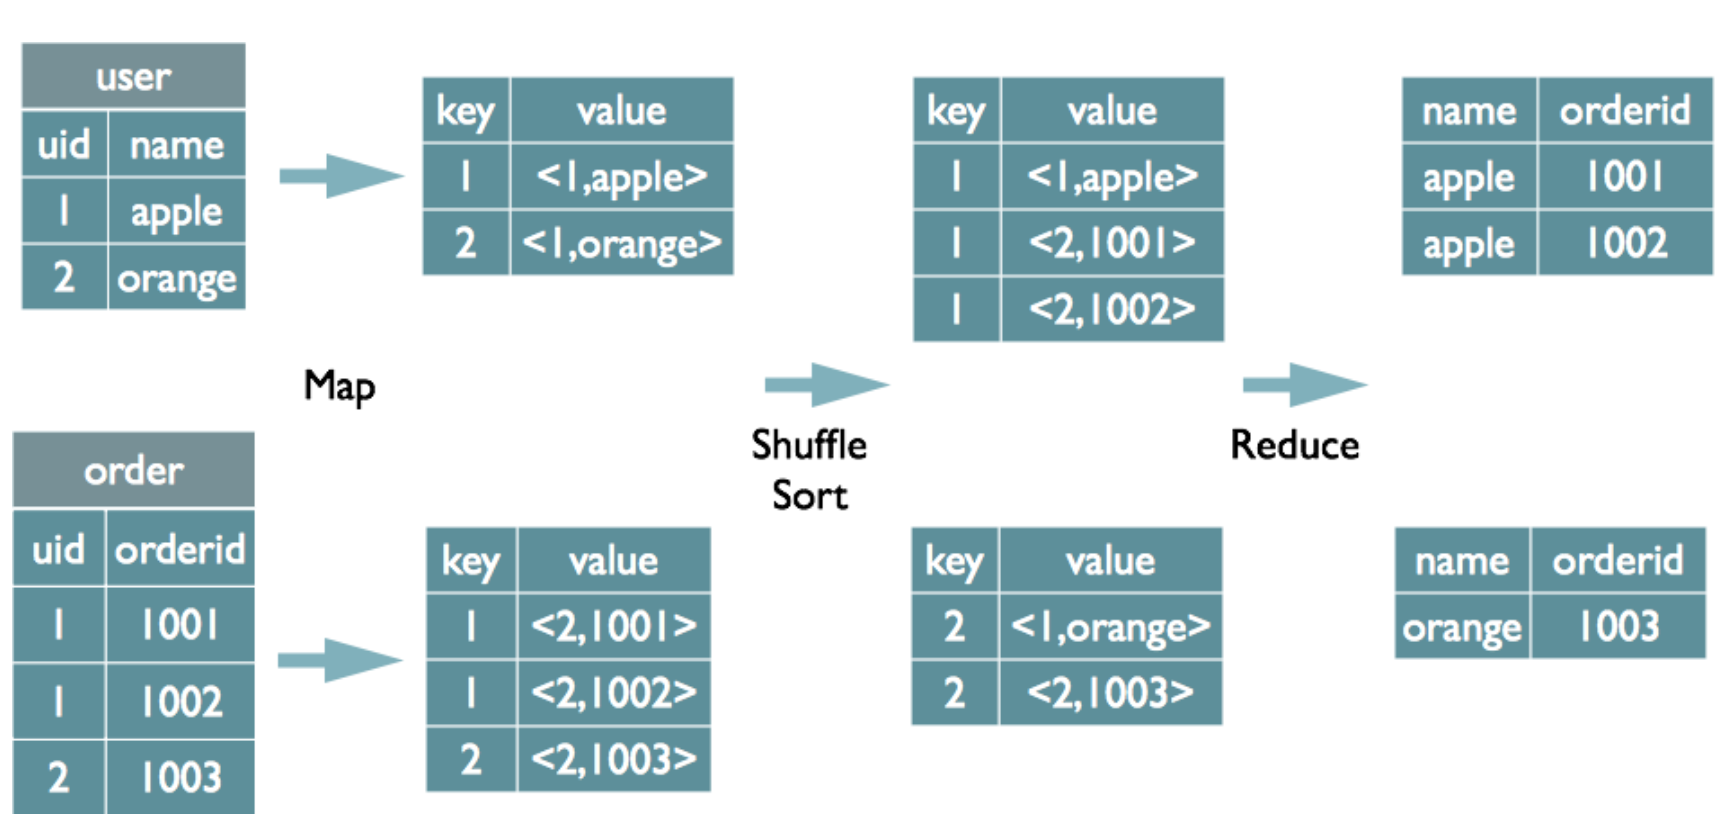 user
uid name
1 apple
2 orange
key value
1 <1,apple>
2 <1,orange>
key value
1 <1,apple>
1 <2,1001>
1 <2,1002>
name orderid
apple 1001
apple 1002
Map
Shuffle
Sort
Reduce
order
uid orderid
1 1001
1 1002
2 1003
key value
1 <2,1001>
1 <2,1002>
2 <2,1003>
key value
2 <1,orange>
2 <2,1003>
name orderid
orange 1003